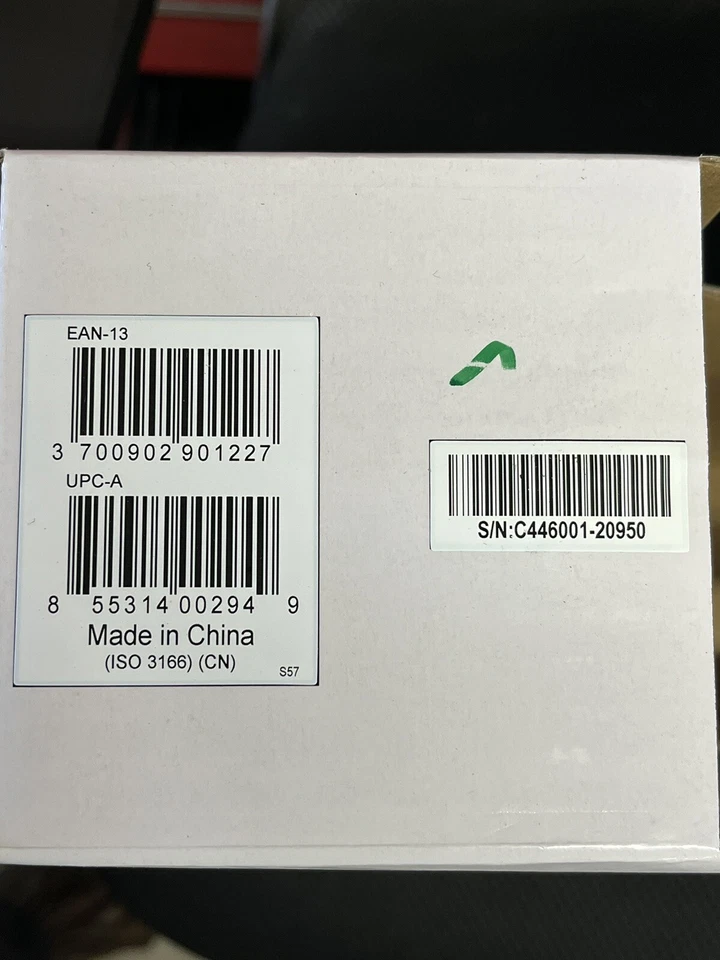 EAN-13
3 700902 901227
UPC-A
8 55314 00294 9
Made in China
(ISO 3166) (CN)
S57
S/N:C446001-20950